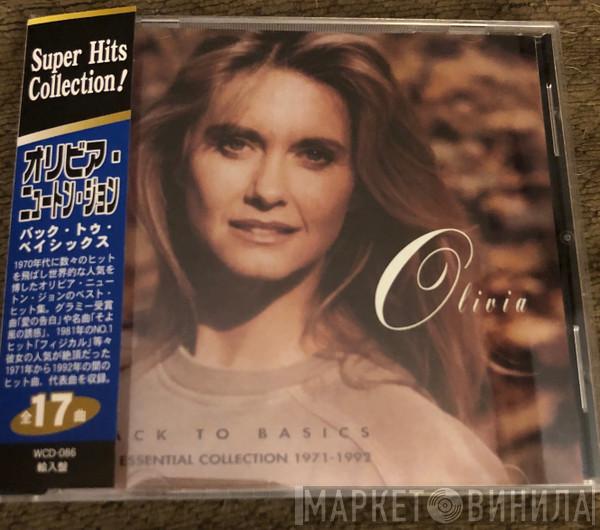 Super Hits
Collection!
オリビア・
ニュートン・ジョン
バック・トゥ・
ベイシックス
1970年代に数々のヒット
を飛ばし世界的な人気を
博したオリビア・ニュー
トン・ジョンのベスト・
ヒット集。グラミー受賞
曲「愛の告白」や名曲「そよ
風の誘惑」、1981年のNO.1
ヒット「フィジカル」等々
彼女の人気が絶頂だった
1971年から1992年の間の
ヒット曲、代表曲を収録。
全17曲
WCD-086
輸入盤
Olivia
ACK TO BASICS
ESSENTIAL COLLECTION 1971-1992
МАРКЕТ ВИНИЛА